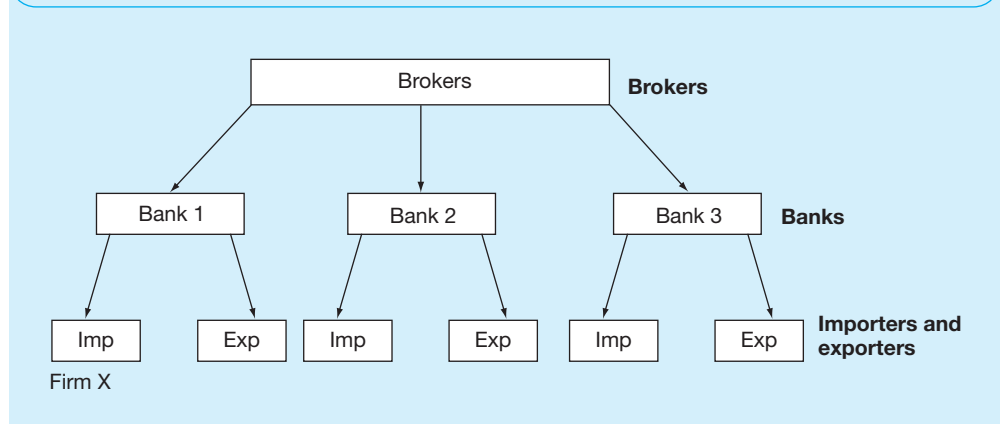 Brokers
Brokers
Bank 1
Bank 2
Bank 3
Banks
Imp
Exp
Imp
Exp
Imp
Exp
Importers and
exporters
Firm X